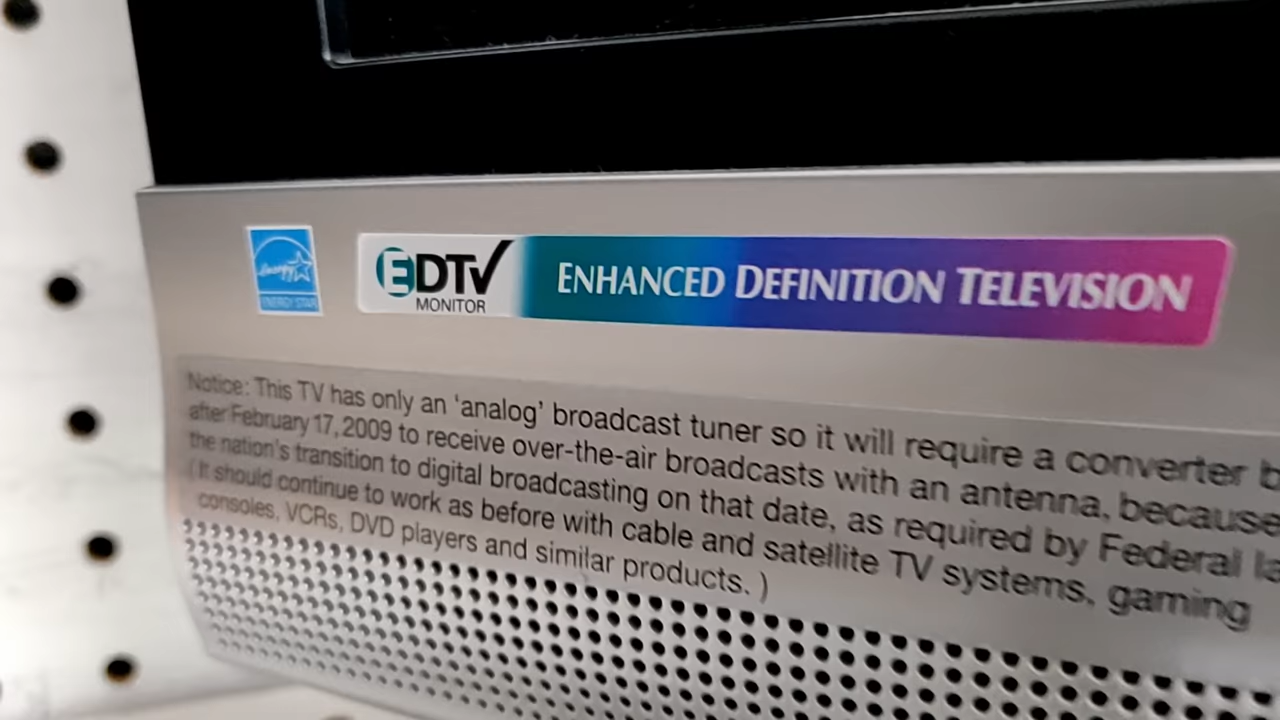 energy
ENERGY STAR
EDTV
MONITOR
ENHANCED DEFINITION TELEVISION
Notice: This TV has only an 'analog' broadcast tuner so it will require a converter b
after February 17, 2009 to receive over-the-air broadcasts with an antenna, because
the nation's transition to digital broadcasting on that date, as required by Federal la
( It should continue to work as before with cable and satellite TV systems, gaming
consoles, VCRs, DVD players and similar products. )